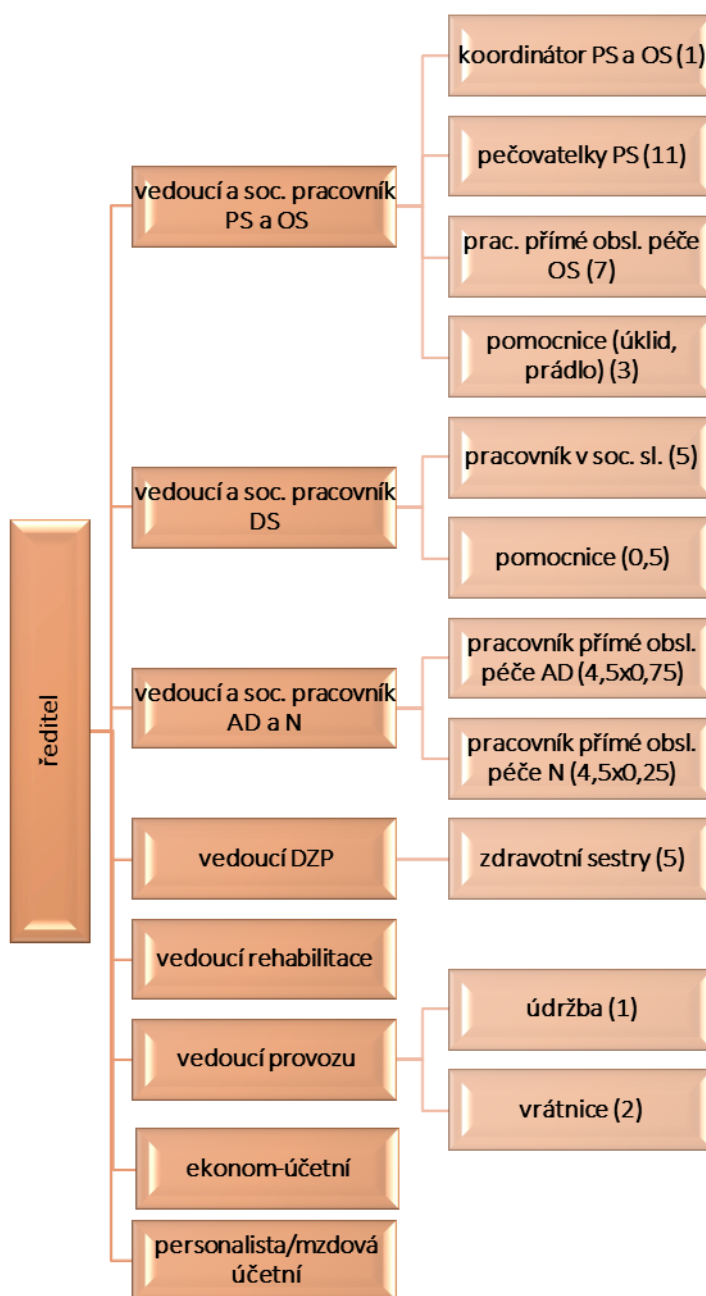 ředitel
vedoucí a soc. pracovník
PS a OS
koordinátor PS a OS (1)
pečovatelky PS (11)
prac. přímé obsl. péče
OS (7)
pomocnice (úklid,
prádlo) (3)
vedoucí a soc. pracovník
DS
pracovník v soc. sl. (5)
pomocnice (0,5)
vedoucí a soc. pracovník
AD a N
pracovník přímé obsl.
péče AD (4,5x0,75)
pracovník přímé obsl.
péče N (4,5x0,25)
vedoucí DZP
zdravotní sestry (5)
vedoucí rehabilitace
vedoucí provozu
údržba (1)
vrátnice (2)
ekonom-účetní
personalista/mzdová
účetní